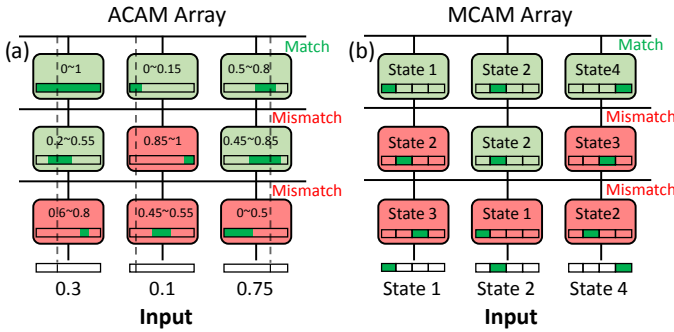 ACAM Array
MCAM Array
(a)
Match
0~1
0~0.15
0.5~0.8
Mismatch
0.2~0.55
0.85~1
0.45~0.85
Mismatch
0.6~0.8
0.45~0.55
0~0.5
0.3
0.1
0.75
Input
(b)
Match
State 1
State 2
State4
Mismatch
State 2
State 2
State3
Mismatch
State 3
State 1
State2
State 1
State 2
State 4
Input